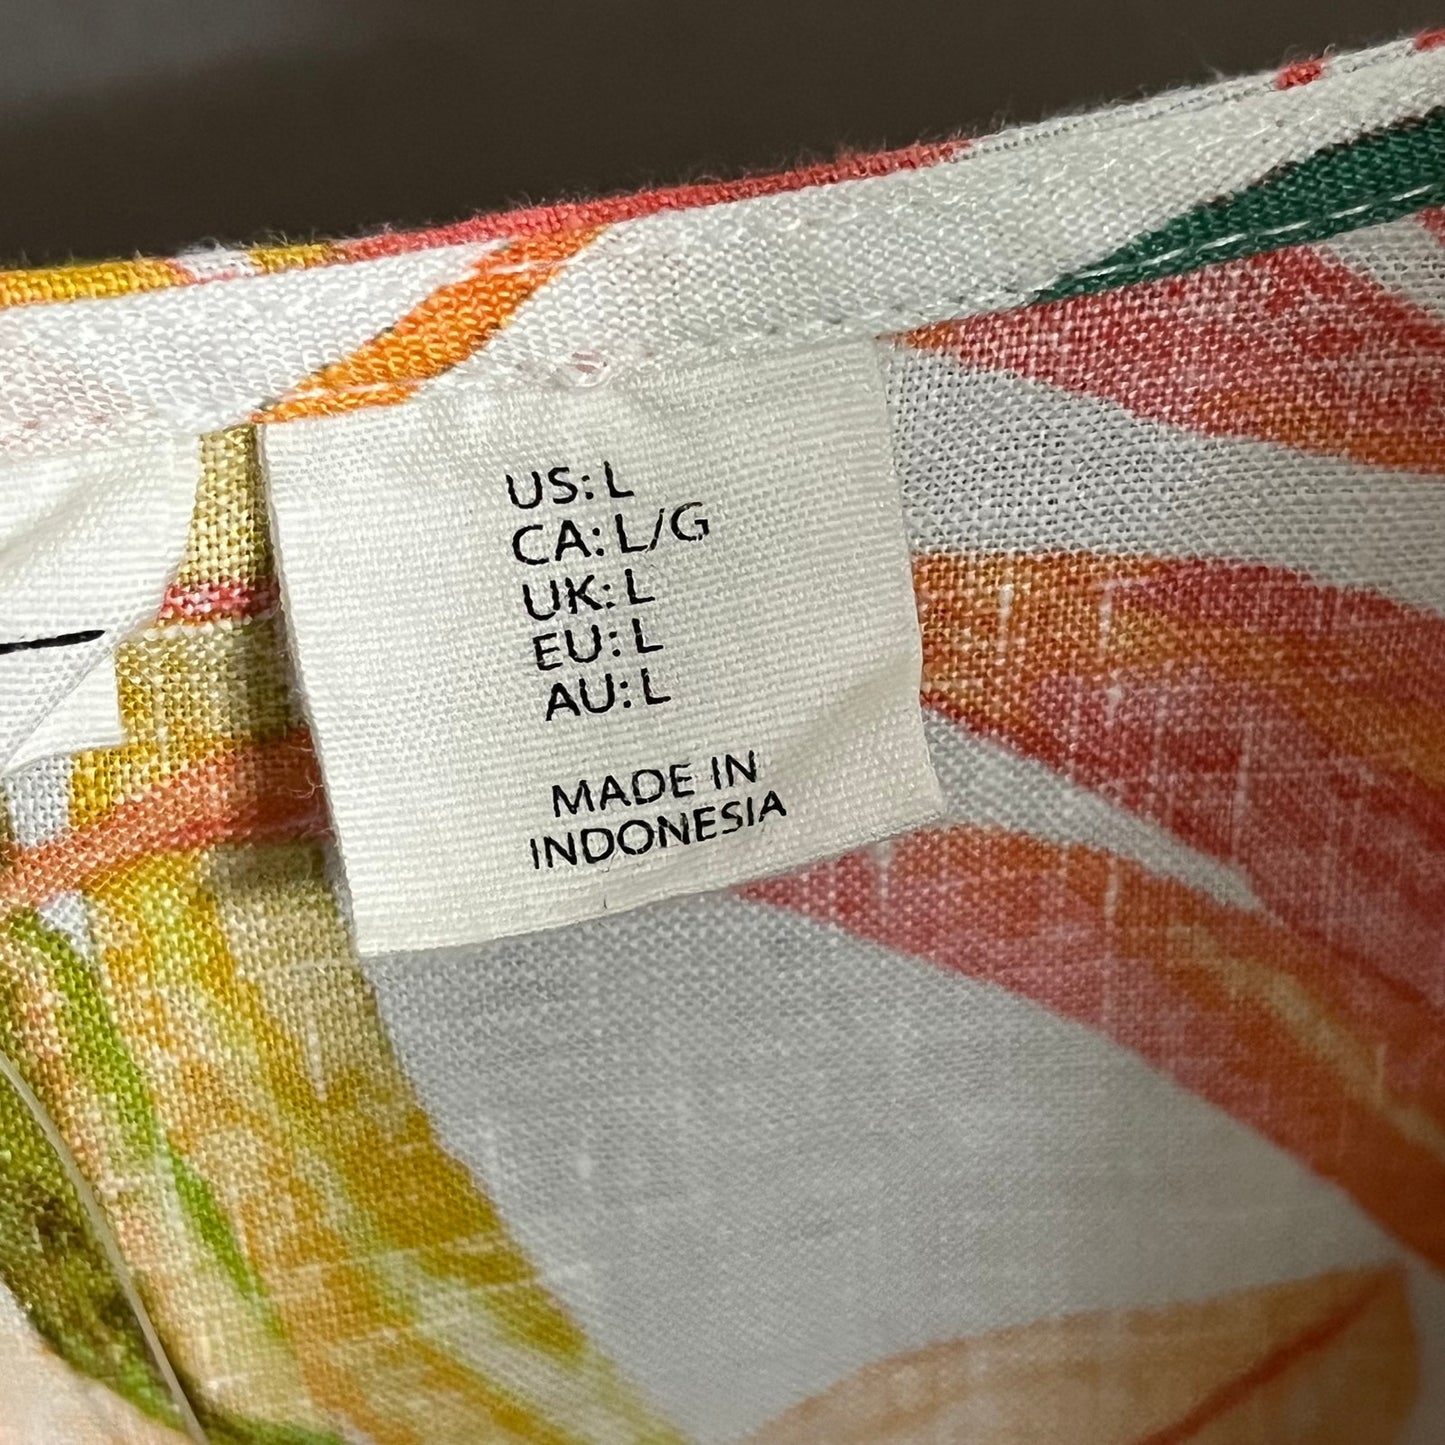 US: L
CA: L/G
UK: L
EU: L
AU: L
MADE IN
INDONESIA